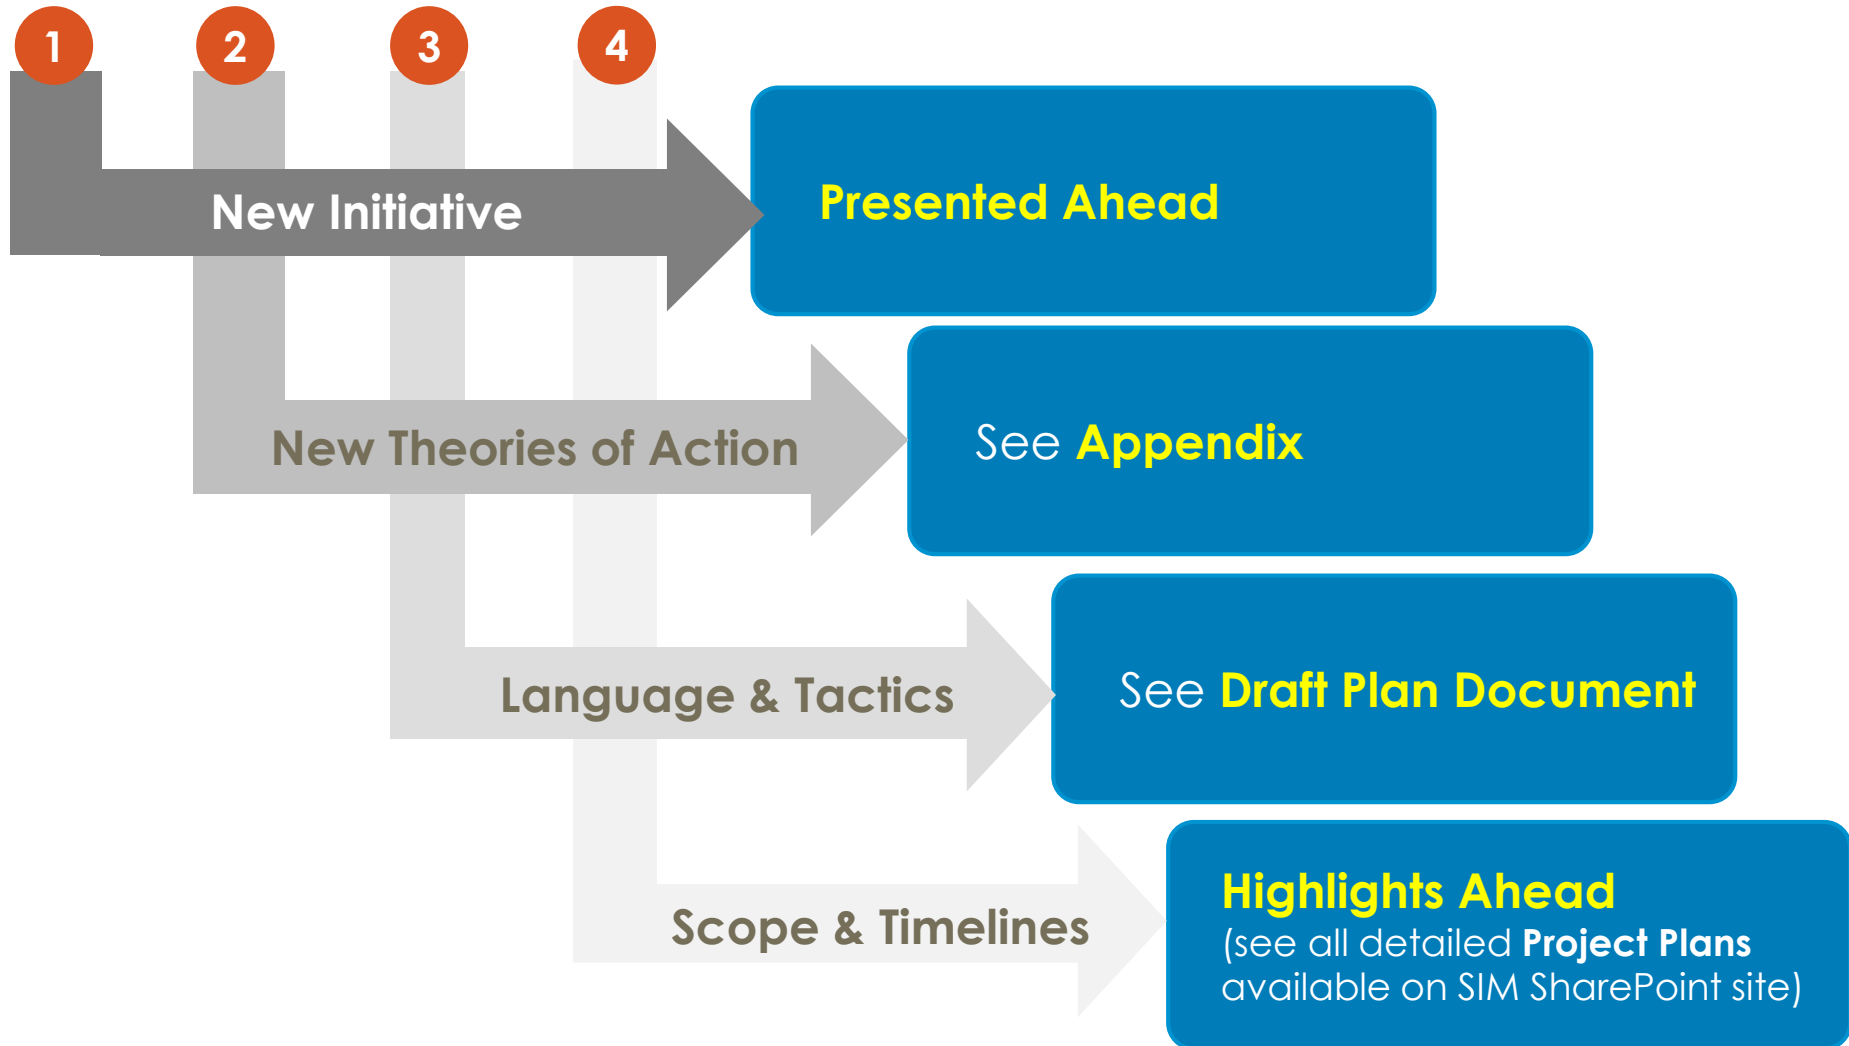 1 2 3 4
New Initiative
Presented Ahead
New Theories of Action
See Appendix
Language & Tactics
See Draft Plan Document
Scope & Timelines
Highlights Ahead
(see all detailed Project Plans
available on SIM SharePoint site)